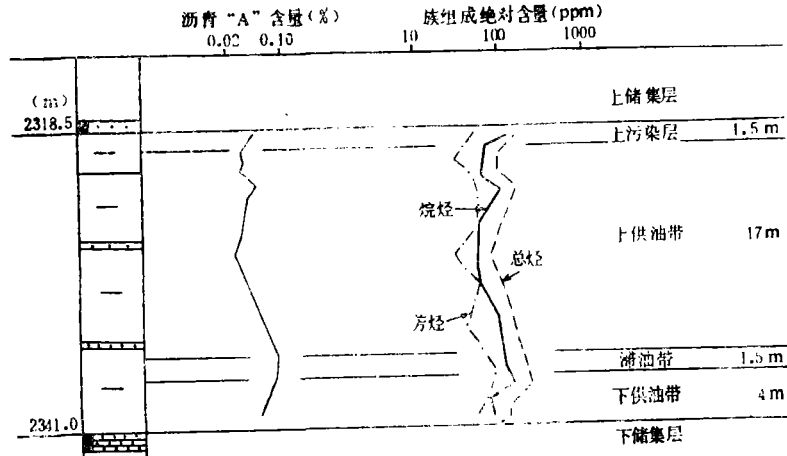 沥青“A”含量(%)
族组成绝对含量(ppm)
0.02 0.10 10 100 1000
(m)
上储集层
2318.5
上污染层 1.5 m
烷烃
上供油带 17 m
总烃
芳烃
滞油带 1.5 m
下供油带 4 m
2341.0
下储集层